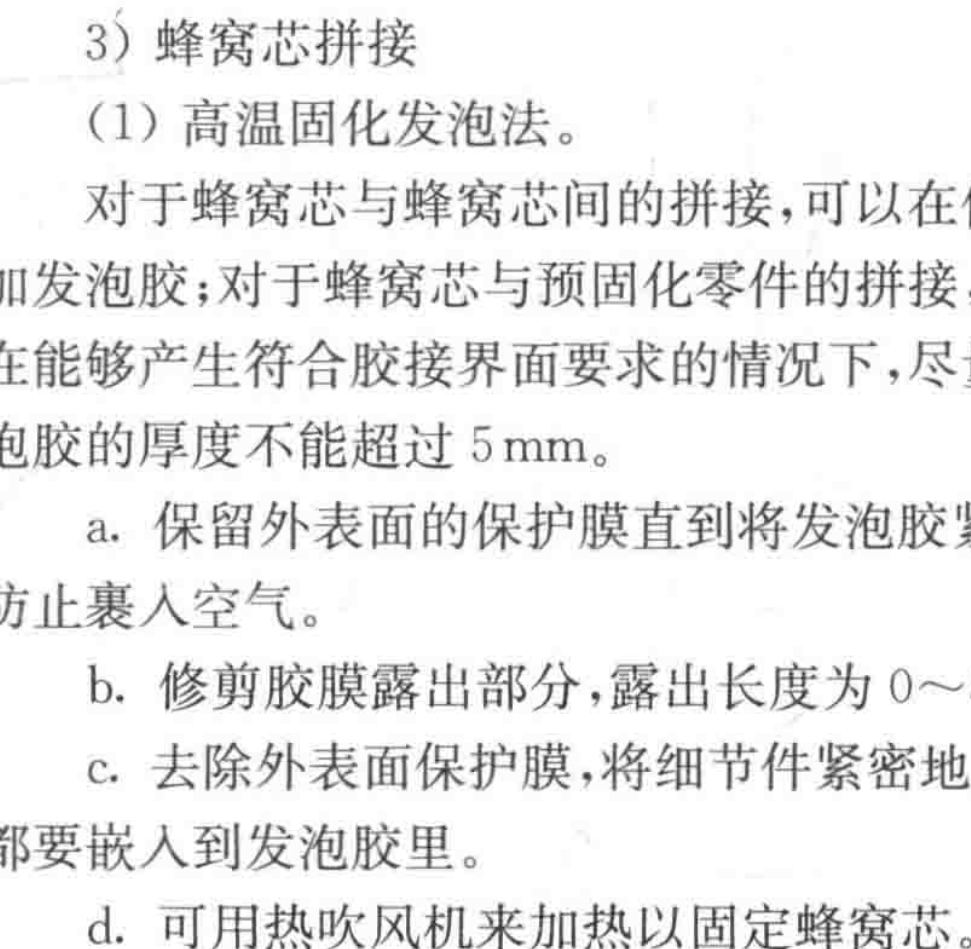 3) 蜂窝芯拼接
(1) 高温固化发泡法。
对于蜂窝芯与蜂窝芯间的拼接,可以在
加发泡胶;对于蜂窝芯与预固化零件的拼接,
在能够产生符合胶接界面要求的情况下,尽
泡胶的厚度不能超过 5 mm。
a. 保留外表面的保护膜直到将发泡胶
防止裹入空气。
b. 修剪胶膜露出部分,露出长度为 0～
c. 去除外表面保护膜,将细节件紧密地
都要嵌入到发泡胶里。
d. 可用热吹风机来加热以固定蜂窝芯。